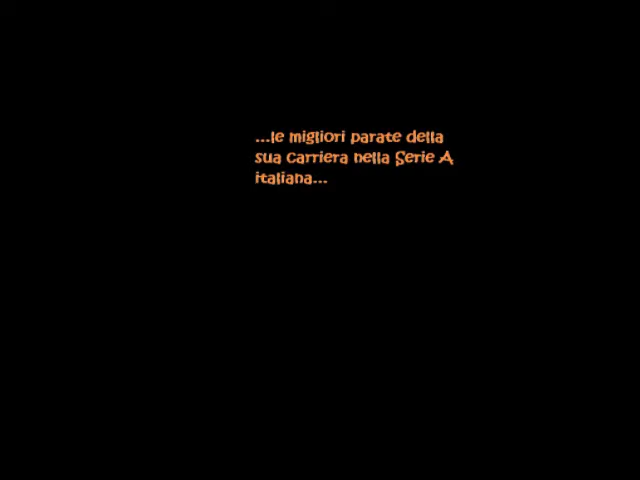 ...le migliori parate della
sua carriera nella Serie A
italiana...